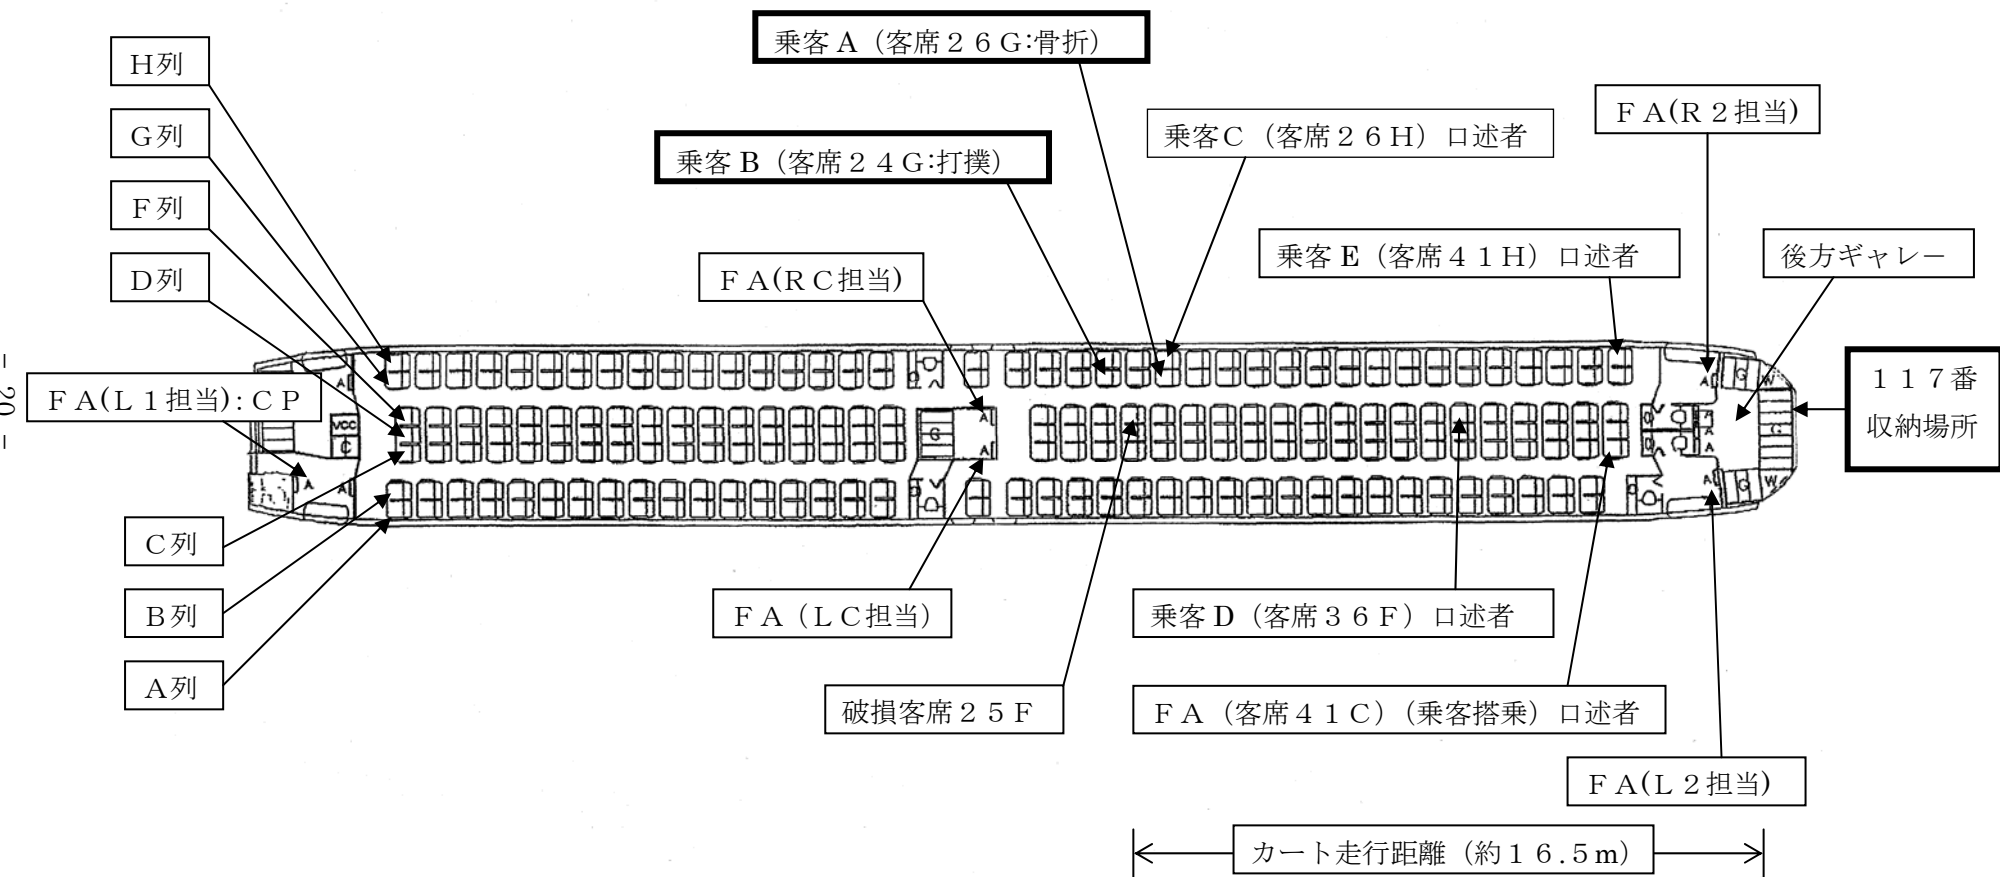 乗客A（客席２６G:骨折）
H列
G列
F列
D列
乗客B（客席２４G:打撲）
乗客C（客席２６H）口述者
ＦＡ(R２担当)
ＦＡ(RＣ担当)
乗客E（客席４１H）口述者
後方ギャレー
１１７番
収納場所
ＦＡ(L１担当):ＣＰ
- 20 -
A
VCC
C
A
A
G
A
A
A
G
W
A
A
G
A
G
W
C列
B列
A列
ＦＡ（LＣ担当）
乗客D（客席３６F）口述者
破損客席２５F
ＦＡ（客席４１C）(乗客搭乗）口述者
ＦＡ(L２担当)
カート走行距離（約１６.５m）